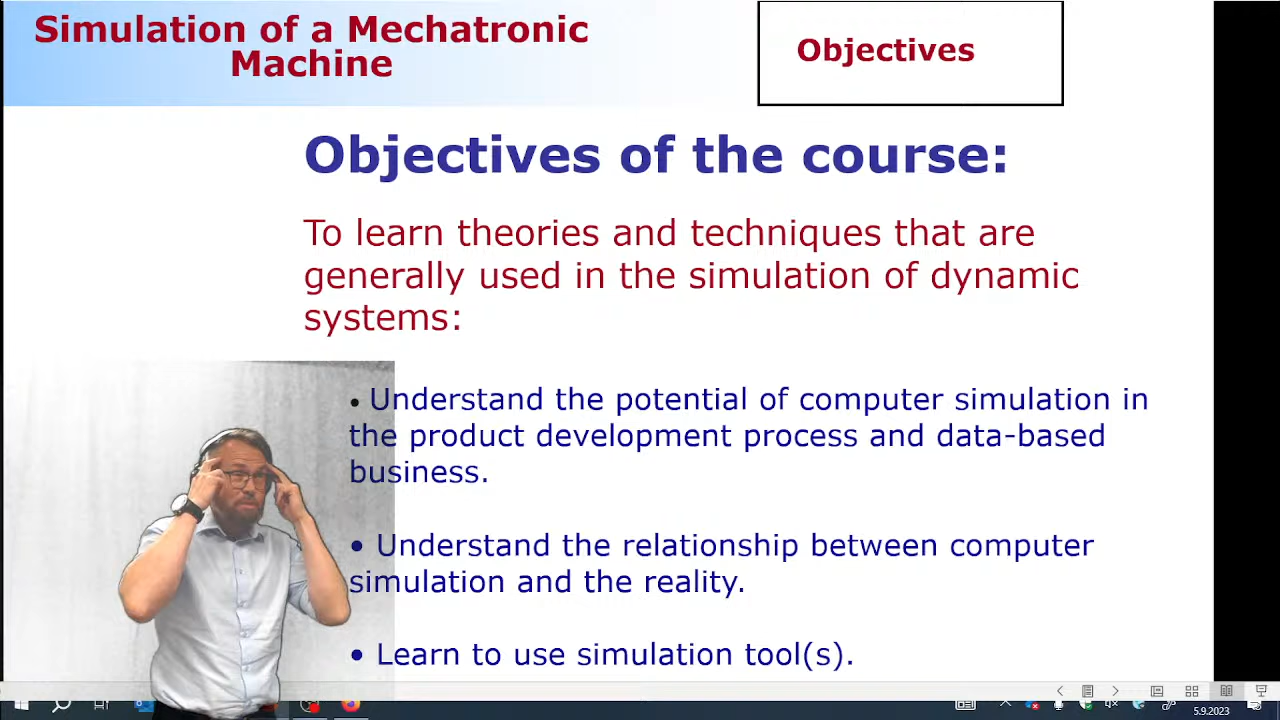 Simulation of a Mechatronic
Machine
Objectives
Objectives of the course:
To learn theories and techniques that are
generally used in the simulation of dynamic
systems:
• Understand the potential of computer simulation in
the product development process and data-based
business.
• Understand the relationship between computer
simulation and the reality.
• Learn to use simulation tool(s).
5.9.2023